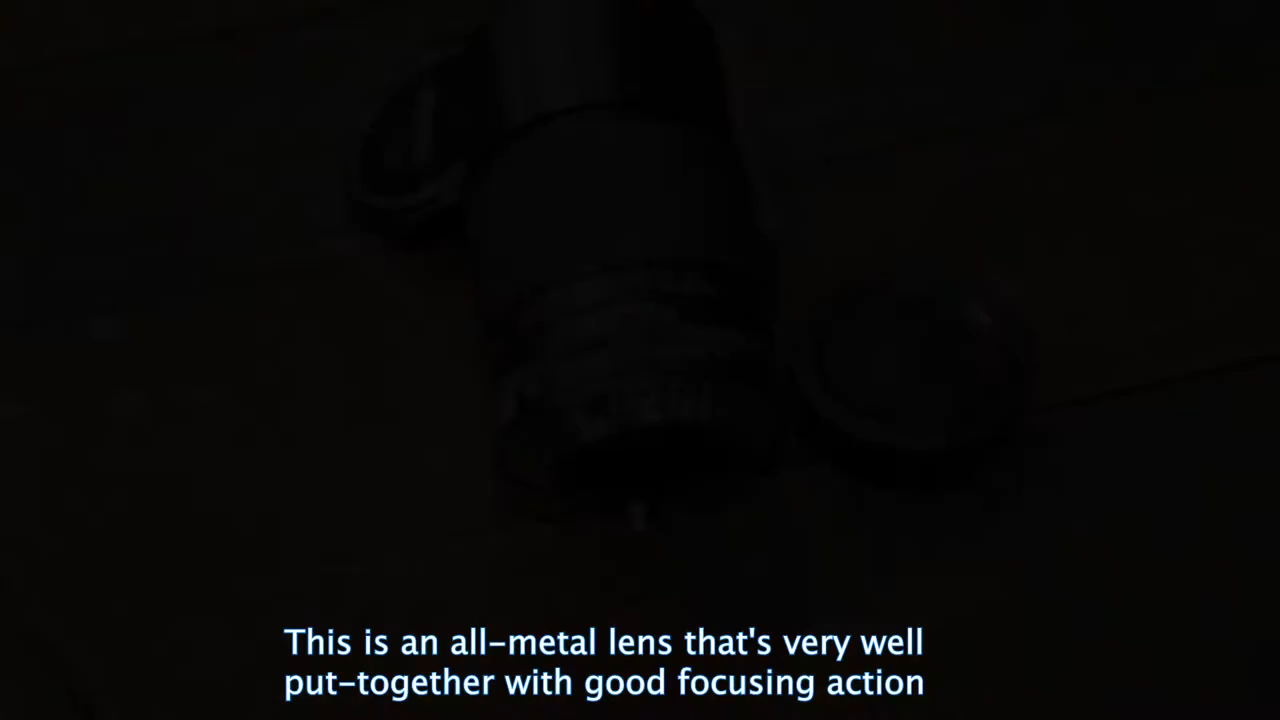 This is an all-metal lens that's very well
put-together with good focusing action